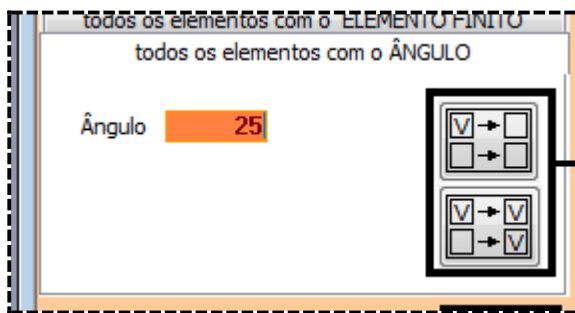 todos os elementos com o ELEMENTO FINITO
todos os elementos com o ÂNGULO
Ângulo 25
V
V V
V